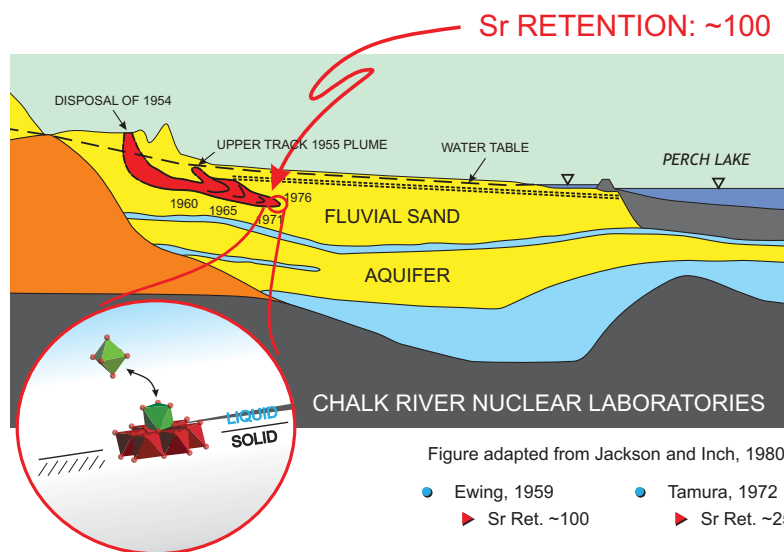 Sr RETENTION: ~100
DISPOSAL OF 1954
UPPER TRACK 1955 PLUME
WATER TABLE
PERCH LAKE
1960
1965
1971
1976
FLUVIAL SAND
AQUIFER
LIQUID
SOLID
CHALK RIVER NUCLEAR LABORATORIES
Figure adapted from Jackson and Inch, 1980
Ewing, 1959
Sr Ret. ~100
Tamura, 1972
Sr Ret.